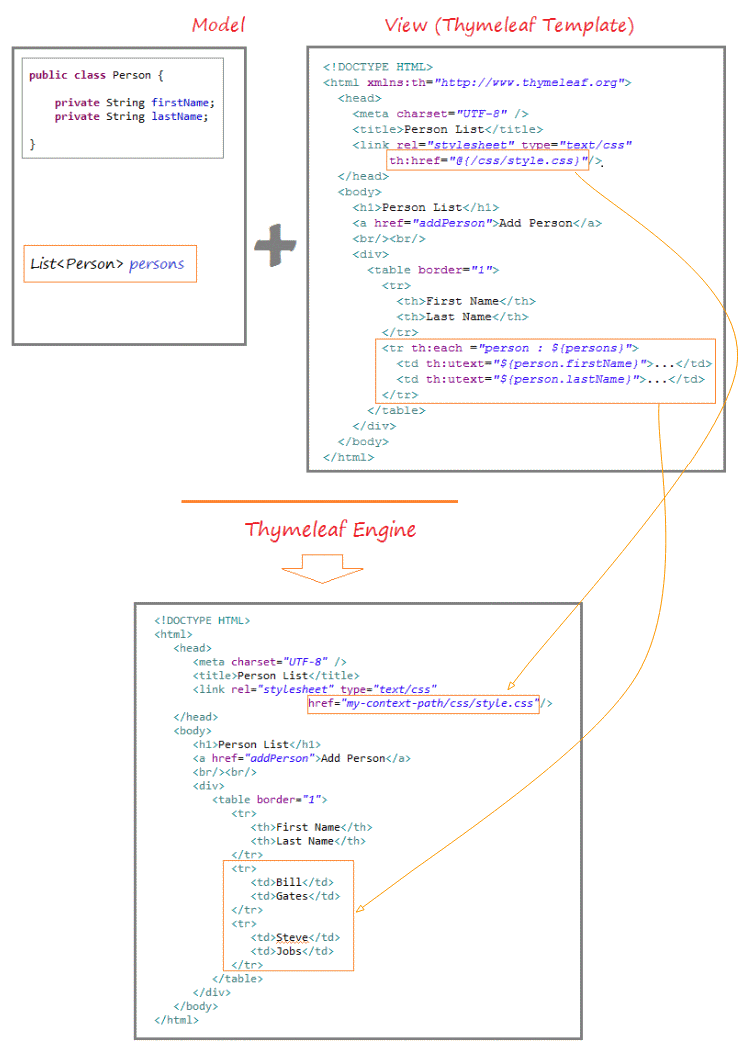 Model
View (Thymeleaf Template)
public class Person {
private String firstName;
private String lastName;
}
List<Person> persons
<!DOCTYPE HTML>
<html xmlns:th="http://www.thymeleaf.org">
<head>
<meta charset="UTF-8" />
<title>Person List</title>
<link rel="stylesheet" type="text/css"
th:href="@{/css/style.css}"/>
</head>
<body>
<h1>Person List</h1>
<a href="addPerson">Add Person</a>
<br/><br/>
<div>
<table border="1">
<tr>
<th>First Name</th>
<th>Last Name</th>
</tr>
<tr th:each ="person : ${persons}">
<td th:utext="${person.firstName}">...</td>
<td th:utext="${person.lastName}">...</td>
</tr>
</table>
</div>
</body>
</html>
Thymeleaf Engine
<!DOCTYPE HTML>
<html>
<head>
<meta charset="UTF-8" />
<title>Person List</title>
<link rel="stylesheet" type="text/css"
href="my-context-path/css/style.css"/>
</head>
<body>
<h1>Person List</h1>
<a href="addPerson">Add Person</a>
<br/><br/>
<div>
<table border="1">
<tr>
<th>First Name</th>
<th>Last Name</th>
</tr>
<tr>
<td>Bill</td>
<td>Gates</td>
</tr>
<tr>
<td>Steve</td>
<td>Jobs</td>
</tr>
</table>
</div>
</body>
</html>